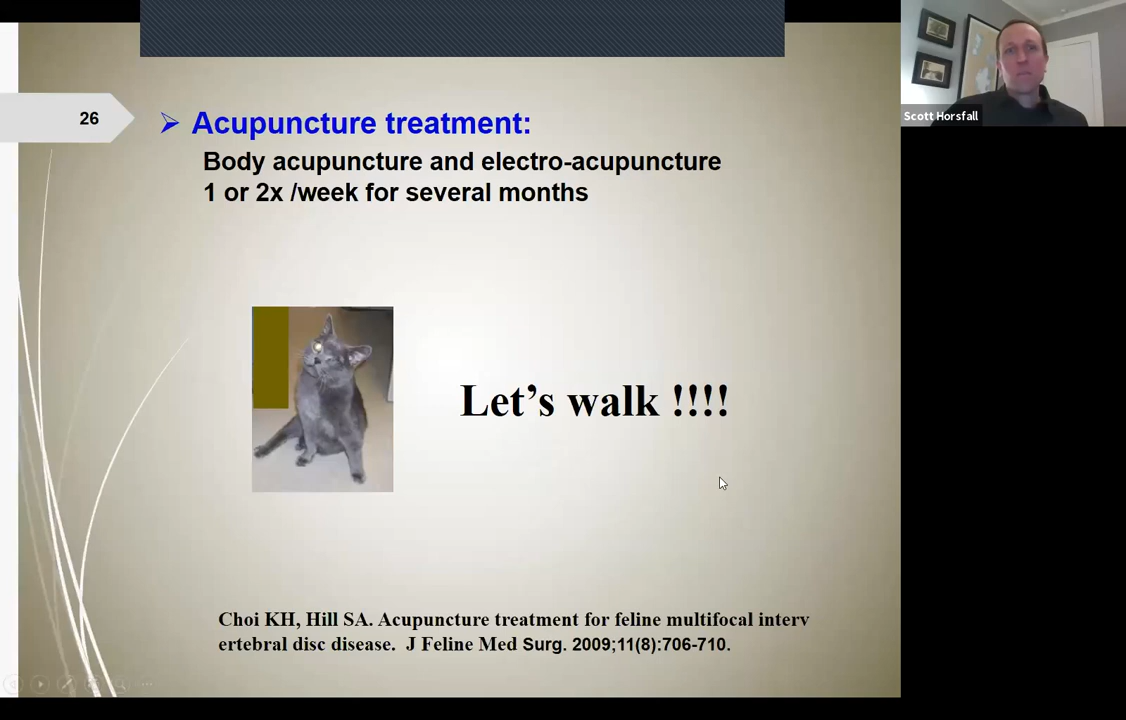 26
Acupuncture treatment:
Body acupuncture and electro-acupuncture
1 or 2x /week for several months
Let’s walk !!!!
Choi KH, Hill SA. Acupuncture treatment for feline multifocal interv
ertebral disc disease. J Feline Med Surg. 2009;11(8):706-710.
Scott Horsfall